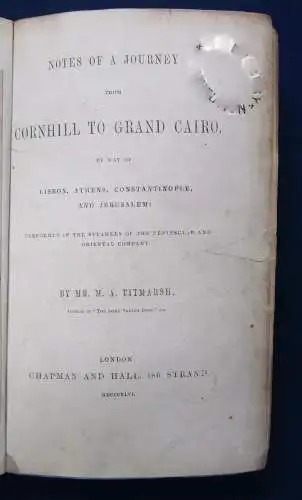 NOTES OF A JOURNEY
FROM
CORNHILL TO GRAND CAIRO,
BY WAY OF
LISBON, ATHENS, CONSTANTINOPLE,
AND JERUSALEM:
PERFORMED IN THE STEAMERS OF THE PENINSULAR AND
ORIENTAL COMPANY.
BY MR. M. A. TITMARSH,
AUTHOR OF "THE IRISH SKETCH BOOK," ETC.
LONDON
CHAPMAN AND HALL, 186 STRAND.
MDCCCXLVI.